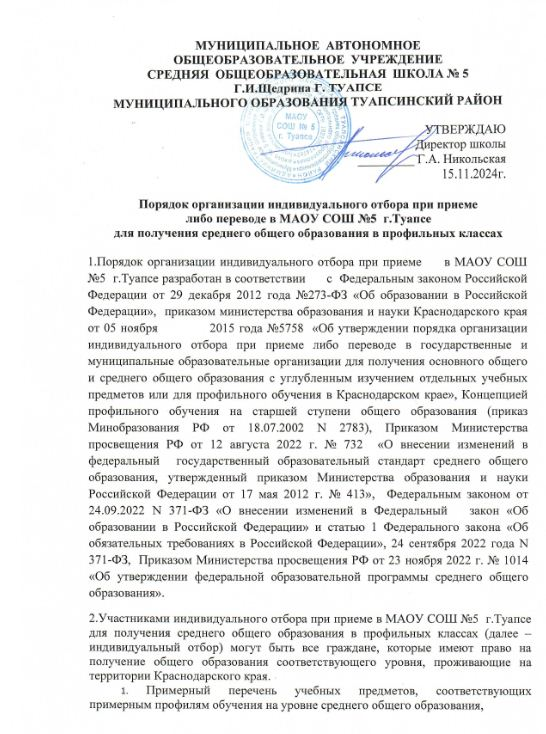 МУНИЦИПАЛЬНОЕ АВТОНОМНОЕ
ОБЩЕОБРАЗОВАТЕЛЬНОЕ УЧРЕЖДЕНИЕ
СРЕДНЯЯ ОБЩЕОБРАЗОВАТЕЛЬНАЯ ШКОЛА № 5
Г.И.Щедрина Г. ТУАПСЕ
МУНИЦИПАЛЬНОГО ОБРАЗОВАНИЯ ТУАПСИНСКИЙ РАЙОН
МАОУ
СОШ № 5
г. Туапсе
УТВЕРЖДАЮ
Директор школы
Г.А. Никольская
15.11.2024г.
Порядок организации индивидуального отбора при приеме
либо переводе в МАОУ СОШ №5 г.Туапсе
для получения среднего общего образования в профильных классах
1.Порядок организации индивидуального отбора при приеме в МАОУ СОШ
№5 г.Туапсе разработан в соответствии с Федеральным законом Российской
Федерации от 29 декабря 2012 года №273-ФЗ «Об образовании в Российской
Федерации», приказом министерства образования и науки Краснодарского края
от 05 ноября 2015 года №5758 «Об утверждении порядка организации
индивидуального отбора при приеме либо переводе в государственные и
муниципальные образовательные организации для получения основного общего
и среднего общего образования с углубленным изучением отдельных учебных
предметов или для профильного обучения в Краснодарском крае», Концепцией
профильного обучения на старшей ступени общего образования (приказ
Минобразования РФ от 18.07.2002 N 2783), Приказом Министерства
просвещения РФ от 12 августа 2022 г. № 732 «О внесении изменений в
федеральный государственный образовательный стандарт среднего общего
образования, утвержденный приказом Министерства образования и науки
Российской Федерации от 17 мая 2012 г. № 413», Федеральным законом от
24.09.2022 N 371-ФЗ «О внесении изменений в Федеральный закон «Об
образовании в Российской Федерации» и статью 1 Федерального закона «Об
обязательных требованиях в Российской Федерации», 24 сентября 2022 года N
371-ФЗ, Приказом Министерства просвещения РФ от 23 ноября 2022 г. № 1014
«Об утверждении федеральной образовательной программы среднего общего
образования».
2.Участниками индивидуального отбора при приеме в МАОУ СОШ №5 г.Туапсе
для получения среднего общего образования в профильных классах (далее –
индивидуальный отбор) могут быть все граждане, которые имеют право на
получение общего образования соответствующего уровня, проживающие на
территории Краснодарского края.
1. Примерный перечень учебных предметов, соответствующих
примерным профилям обучения на уровне среднего общего образования,